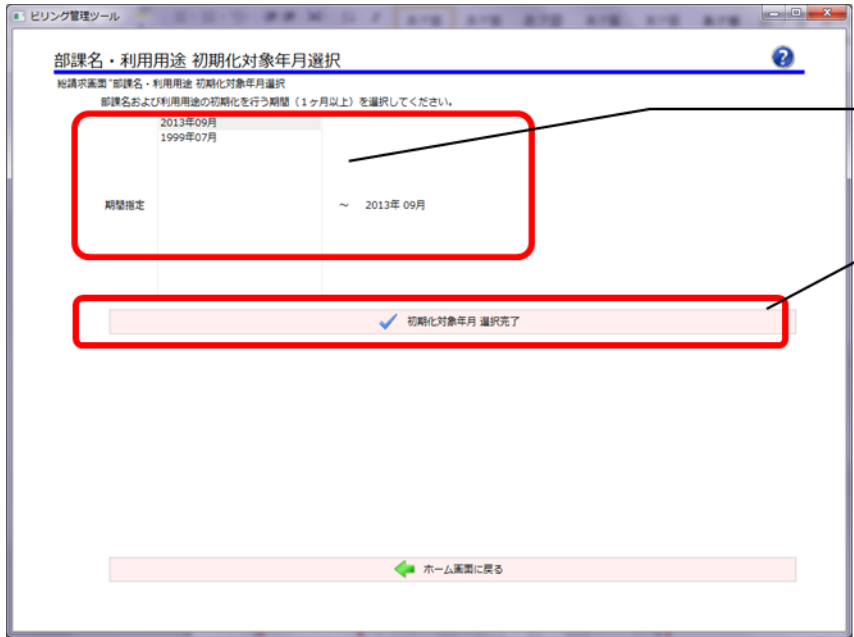 ビリング管理ツール
部課名・利用用途 初期化対象年月選択
総請求画面"部課名・利用用途 初期化対象年月選択
部課名および利用用途の初期化を行う期間（1ヶ月以上）を選択してください。
2013年09月
1999年07月
期間指定
～ 2013年 09月
初期化対象年月 選択完了
ホーム画面に戻る